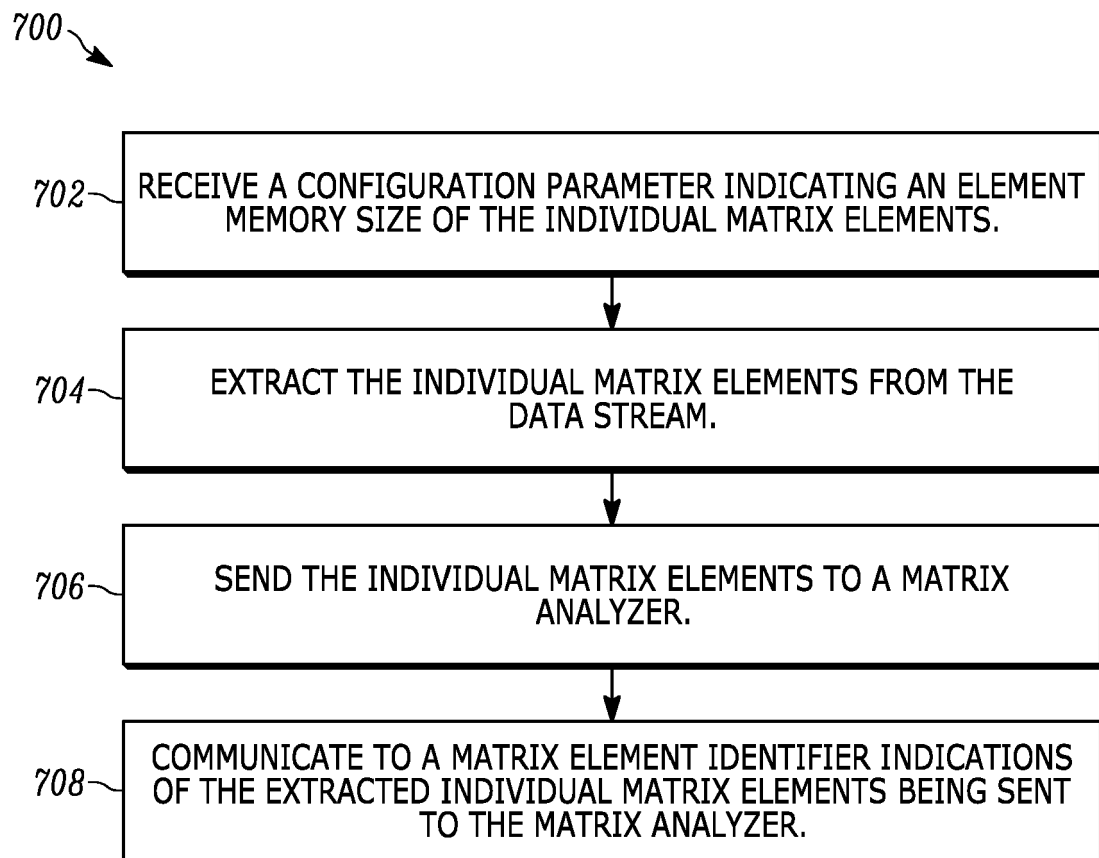 700
702
RECEIVE A CONFIGURATION PARAMETER INDICATING AN ELEMENT
MEMORY SIZE OF THE INDIVIDUAL MATRIX ELEMENTS.
704
EXTRACT THE INDIVIDUAL MATRIX ELEMENTS FROM THE
DATA STREAM.
706
SEND THE INDIVIDUAL MATRIX ELEMENTS TO A MATRIX
ANALYZER.
708
COMMUNICATE TO A MATRIX ELEMENT IDENTIFIER INDICATIONS
OF THE EXTRACTED INDIVIDUAL MATRIX ELEMENTS BEING SENT
TO THE MATRIX ANALYZER.